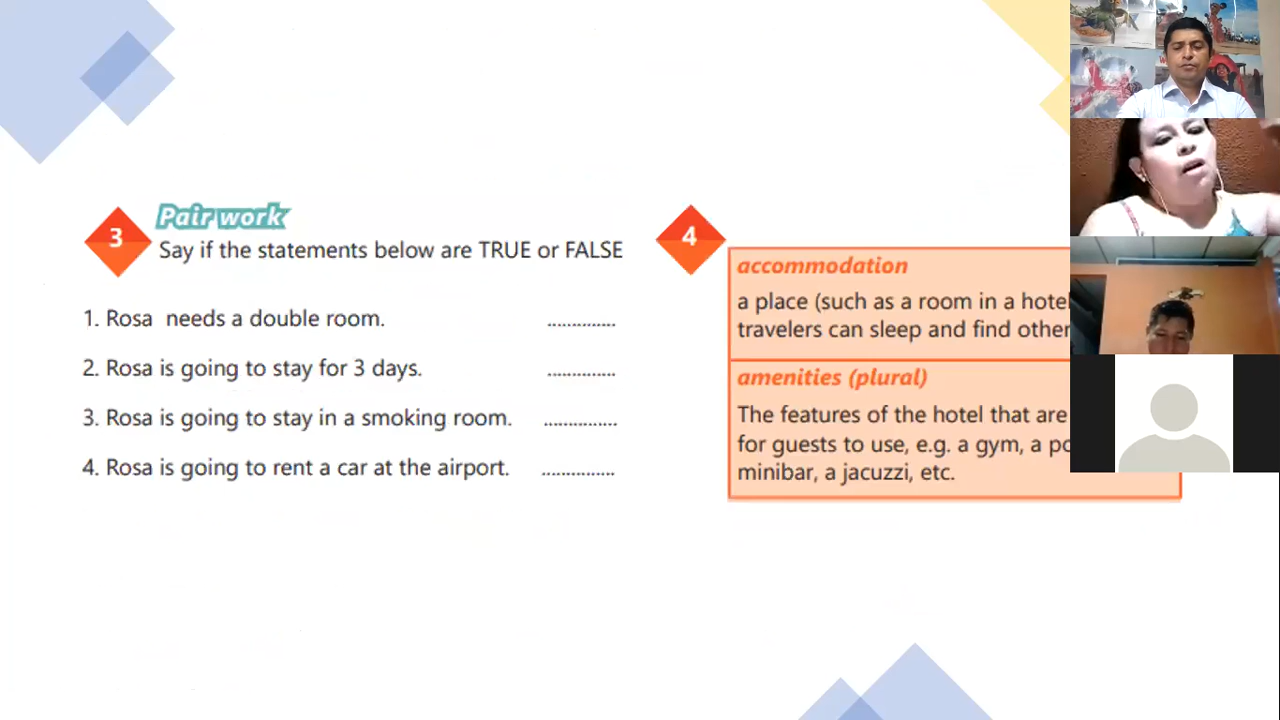 3
Pair work
Say if the statements below are TRUE or FALSE
1. Rosa needs a double room. ..............
2. Rosa is going to stay for 3 days. ..............
3. Rosa is going to stay in a smoking room. ...............
4. Rosa is going to rent a car at the airport. ...............
4
accommodation
a place (such as a room in a hotel
travelers can sleep and find other
amenities (plural)
The features of the hotel that are
for guests to use, e.g. a gym, a
minibar, a jacuzzi, etc.